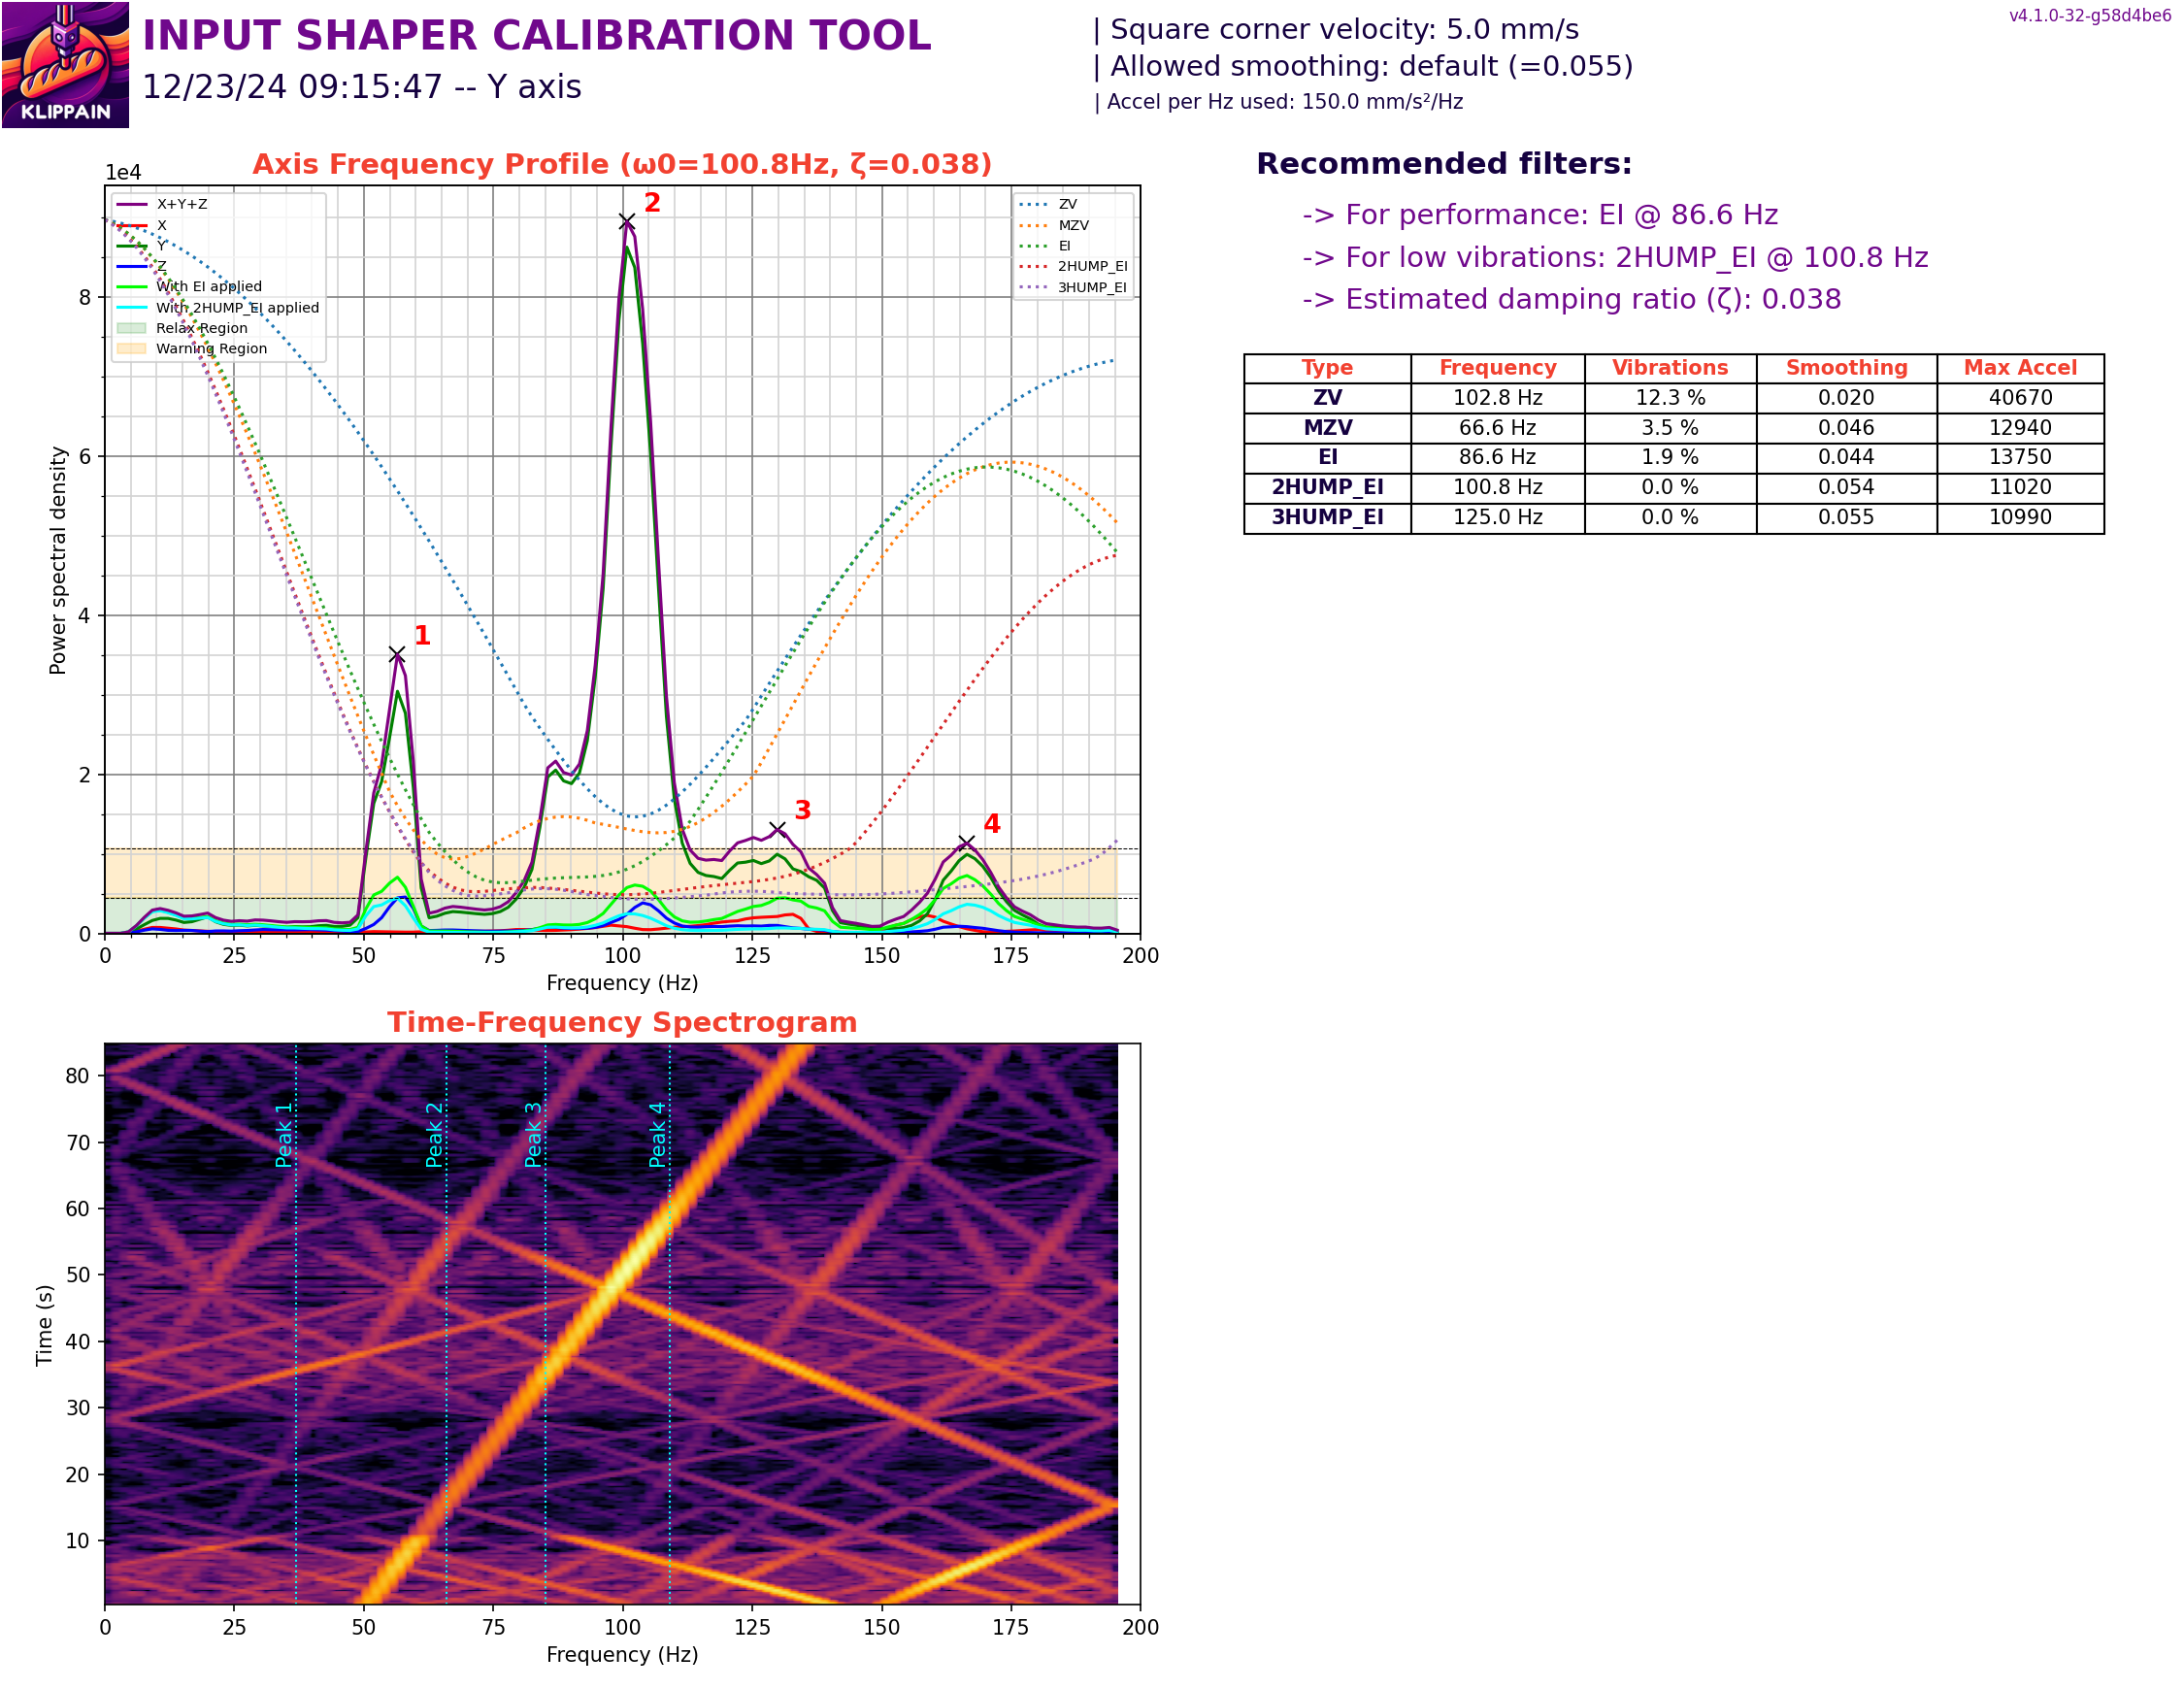 KLIPPAIN
INPUT SHAPER CALIBRATION TOOL
12/23/24 09:15:47 -- Y axis
| Square corner velocity: 5.0 mm/s
| Allowed smoothing: default (=0.055)
| Accel per Hz used: 150.0 mm/s²/Hz
v4.1.0-32-g58d4be6
Axis Frequency Profile (ω0=100.8Hz, ζ=0.038)
1e4
X+Y+Z
X
Y
Z
With EI applied
With 2HUMP_EI applied
Relax Region
Warning Region
ZV
MZV
EI
2HUMP_EI
3HUMP_EI
1
2
3
4
Power spectral density
8
6
4
2
0
0 25 50 75 100 125 150 175 200
Frequency (Hz)
Recommended filters:
-> For performance: EI @ 86.6 Hz
-> For low vibrations: 2HUMP_EI @ 100.8 Hz
-> Estimated damping ratio (ζ): 0.038
Type Frequency Vibrations Smoothing Max Accel
ZV 102.8 Hz 12.3 % 0.020 40670
MZV 66.6 Hz 3.5 % 0.046 12940
EI 86.6 Hz 1.9 % 0.044 13750
2HUMP_EI 100.8 Hz 0.0 % 0.054 11020
3HUMP_EI 125.0 Hz 0.0 % 0.055 10990
Time-Frequency Spectrogram
Peak 1
Peak 2
Peak 3
Peak 4
Time (s)
80
70
60
50
40
30
20
10
0 25 50 75 100 125 150 175 200
Frequency (Hz)